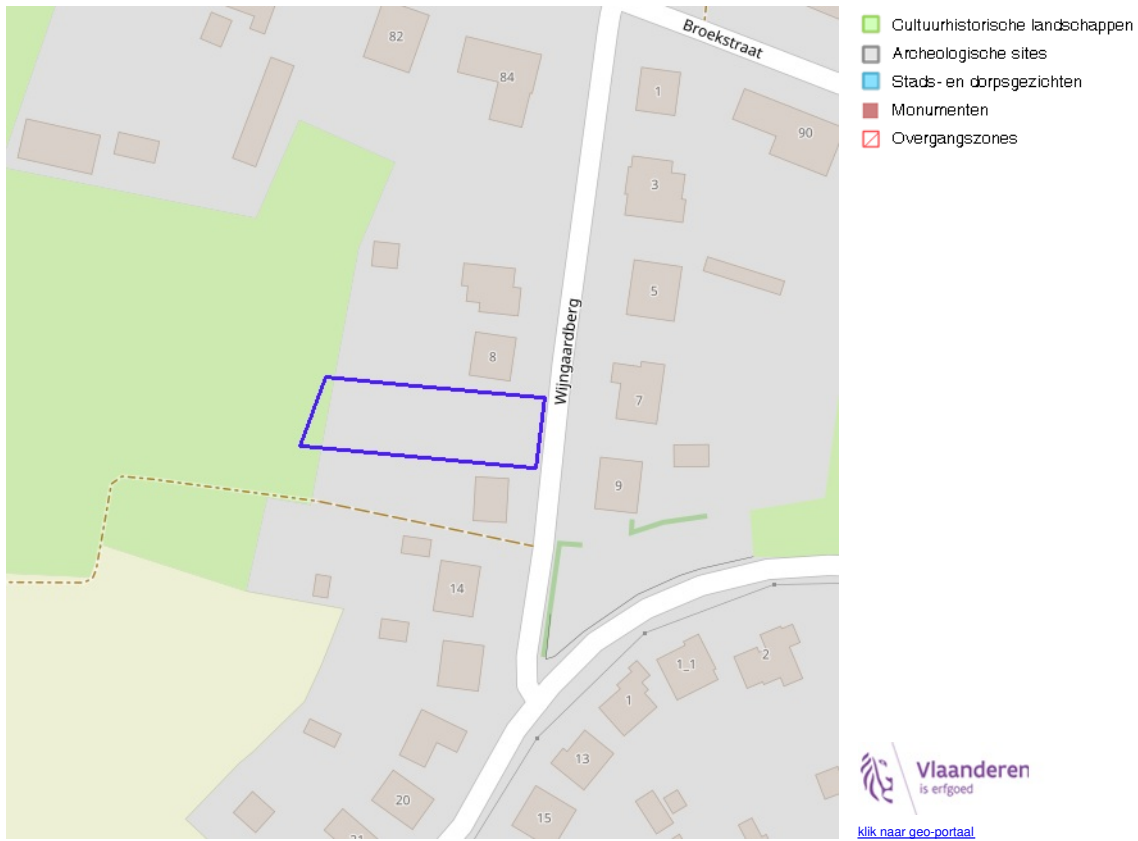 82
84
Broekstraat
1
90
3
5
Wijngaardberg
8
7
9
14
1_1
2
1
13
20
15
Cultuurhistorische landschappen
Archeologische sites
Stads- en dorpsgezichten
Monumenten
Overgangszones
Vlaanderen
is erfgoed
klik naar geo-portaal